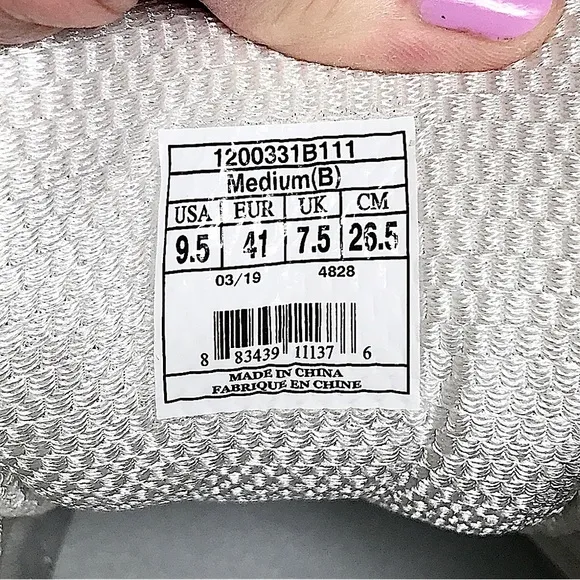 1200331B111
Medium(B)
USA EUR UK CM
9.5 41 7.5 26.5
03/19 4828
8 83439 11137 6
MADE IN CHINA
FABRIQUE EN CHINE